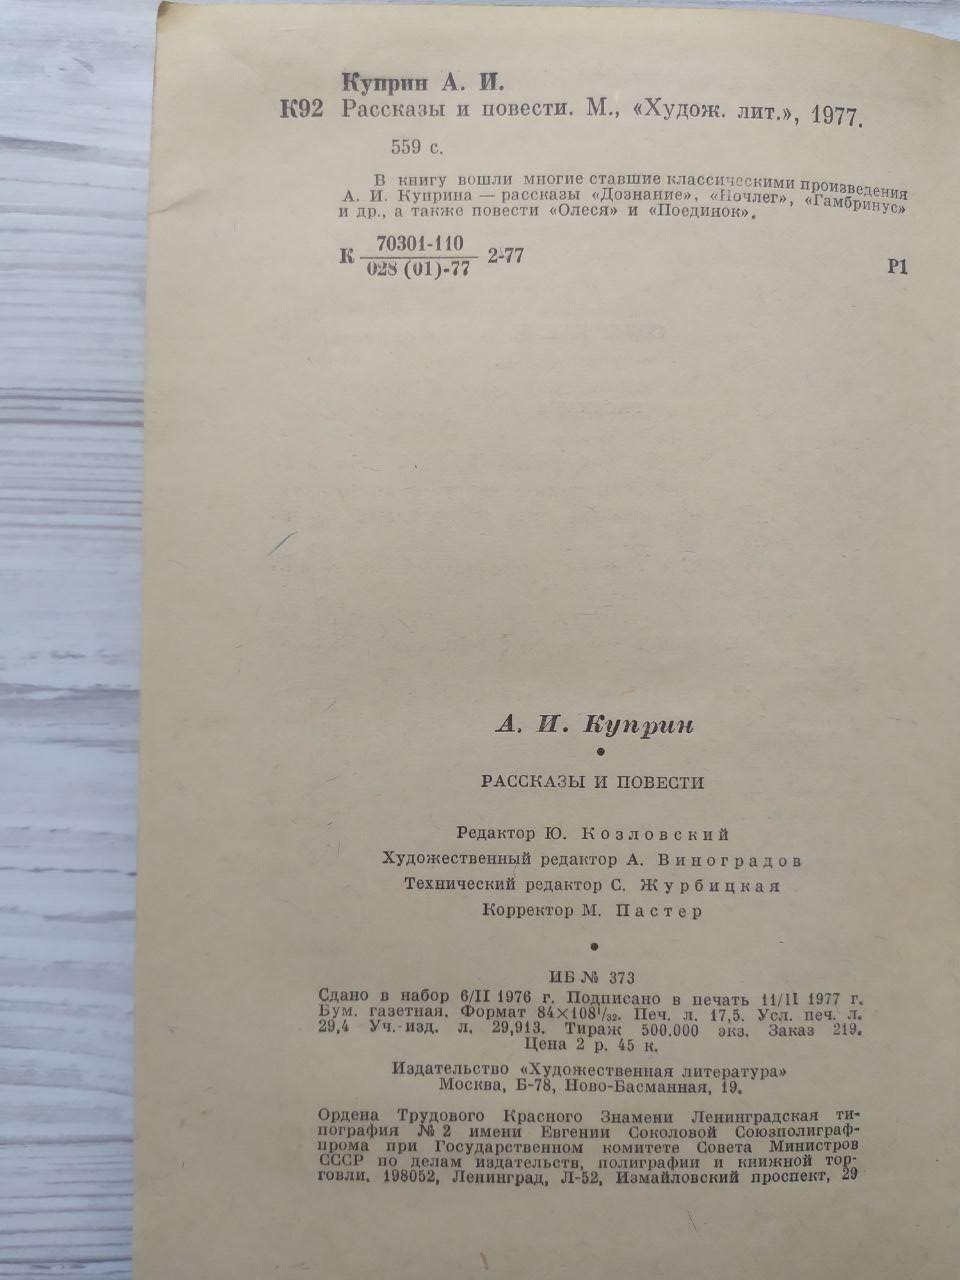 Куприн А. И.
К92 Рассказы и повести. М., «Худож. лит.», 1977.
559 с.
В книгу вошли многие ставшие классическими произведения
А. И. Куприна — рассказы «Дознание», «Ночлег», «Гамбринус»
и др., а также повести «Олеся» и «Поединок».
К 70301-110
028 (01)-77 2-77
Р1
А. И. Куприн
•
РАССКАЗЫ И ПОВЕСТИ
Редактор Ю. Козловский
Художественный редактор А. Виноградов
Технический редактор С. Журбицкая
Корректор М. Пастер
•
ИБ № 373
Сдано в набор 6/II 1976 г. Подписано в печать 11/II 1977 г.
Бум. газетная. Формат 84×108¹/₃₂. Печ. л. 17,5. Усл. печ. л.
29,4 Уч.-изд. л. 29,913. Тираж 500.000 экз. Заказ 219.
Цена 2 р. 45 к.
Издательство «Художественная литература»
Москва, Б-78, Ново-Басманная, 19.
Ордена Трудового Красного Знамени Ленинградская ти-
пография № 2 имени Евгении Соколовой Союзполиграф-
прома при Государственном комитете Совета Министров
СССР по делам издательств, полиграфии и книжной тор-
говли. 198052, Ленинград, Л-52, Измайловский проспект, 29